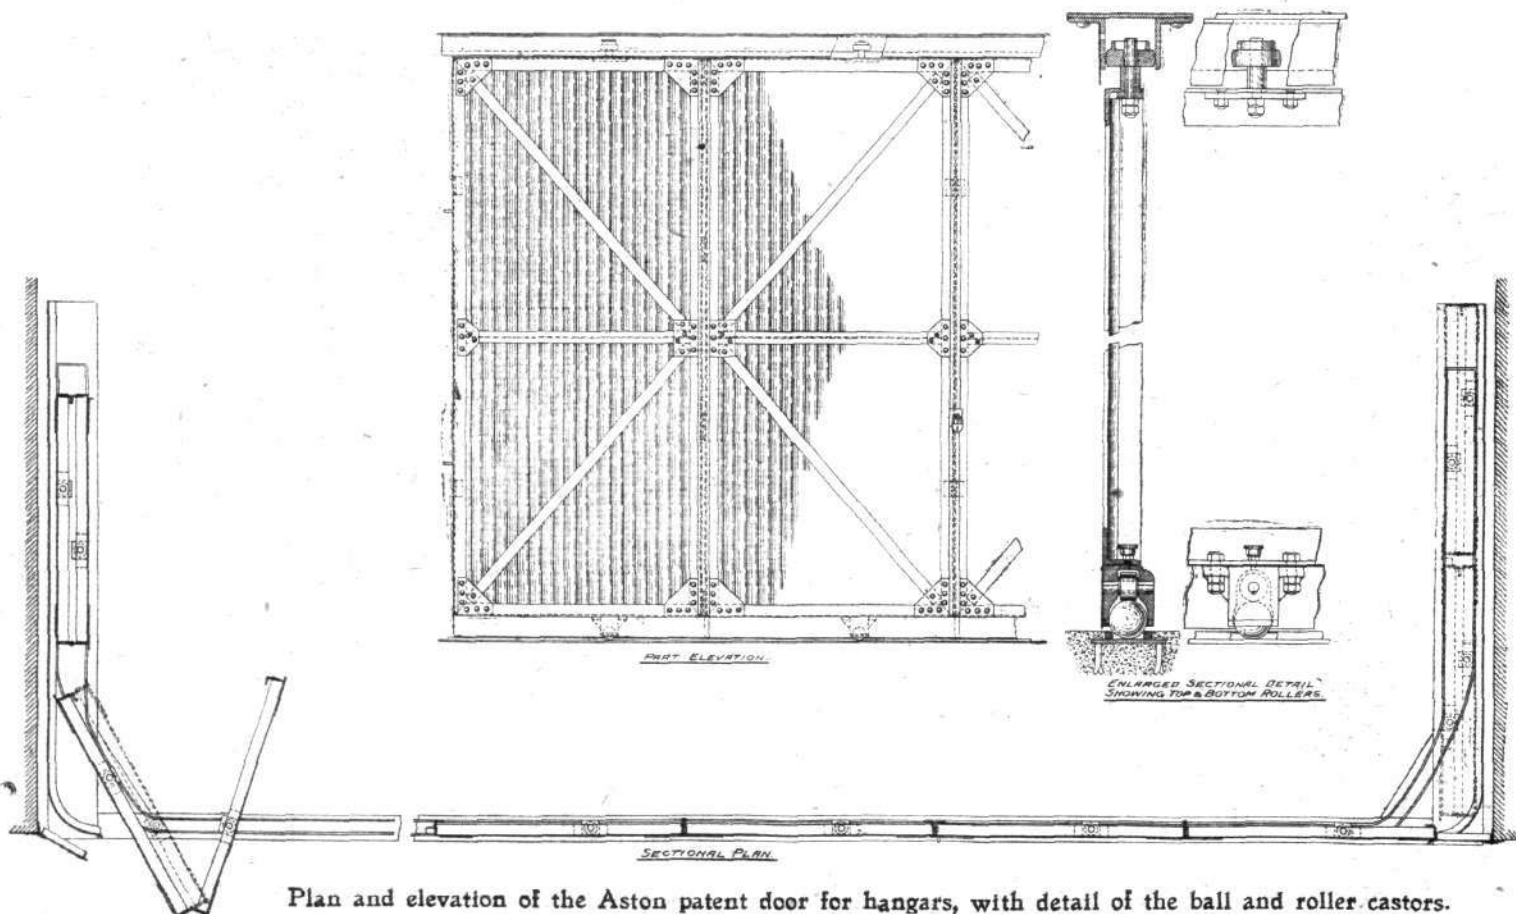 PART ELEVATION.
ENLARGED SECTIONAL DETAIL
SHOWING TOP & BOTTOM ROLLERS.
SECTIONAL PLAN.
Plan and elevation of the Aston patent door for hangars, with detail of the ball and roller castors.